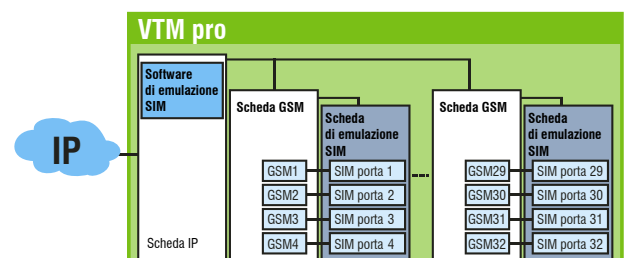 VTM pro
Software
di emulazione
SIM
IP
Scheda IP
Scheda GSM
Scheda
di emulazione
SIM
GSM1 SIM porta 1
GSM2 SIM porta 2
GSM3 SIM porta 3
GSM4 SIM porta 4
Scheda GSM
Scheda
di emulazione
SIM
GSM29 SIM porta 29
GSM30 SIM porta 30
GSM31 SIM porta 31
GSM32 SIM porta 32